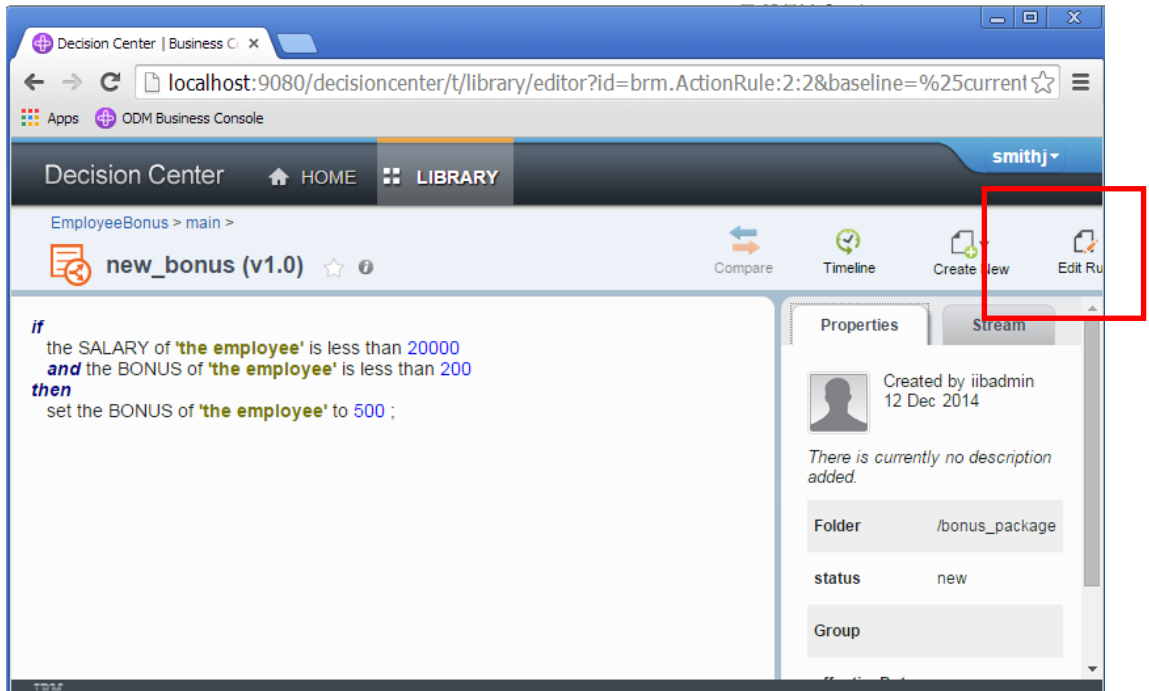 Decision Center | Business C
localhost:9080/decisioncenter/t/library/editor?id=brm.ActionRule:2:2&baseline=%25current
Apps ODM Business Console
smithj
Decision Center HOME LIBRARY
EmployeeBonus > main >
new_bonus (v1.0)
Compare Timeline Create New Edit Ru
if
the SALARY of 'the employee' is less than 20000
and the BONUS of 'the employee' is less than 200
then
set the BONUS of 'the employee' to 500 ;
Properties Stream
Created by iibadmin
12 Dec 2014
There is currently no description
added.
Folder /bonus_package
status new
Group
IBM